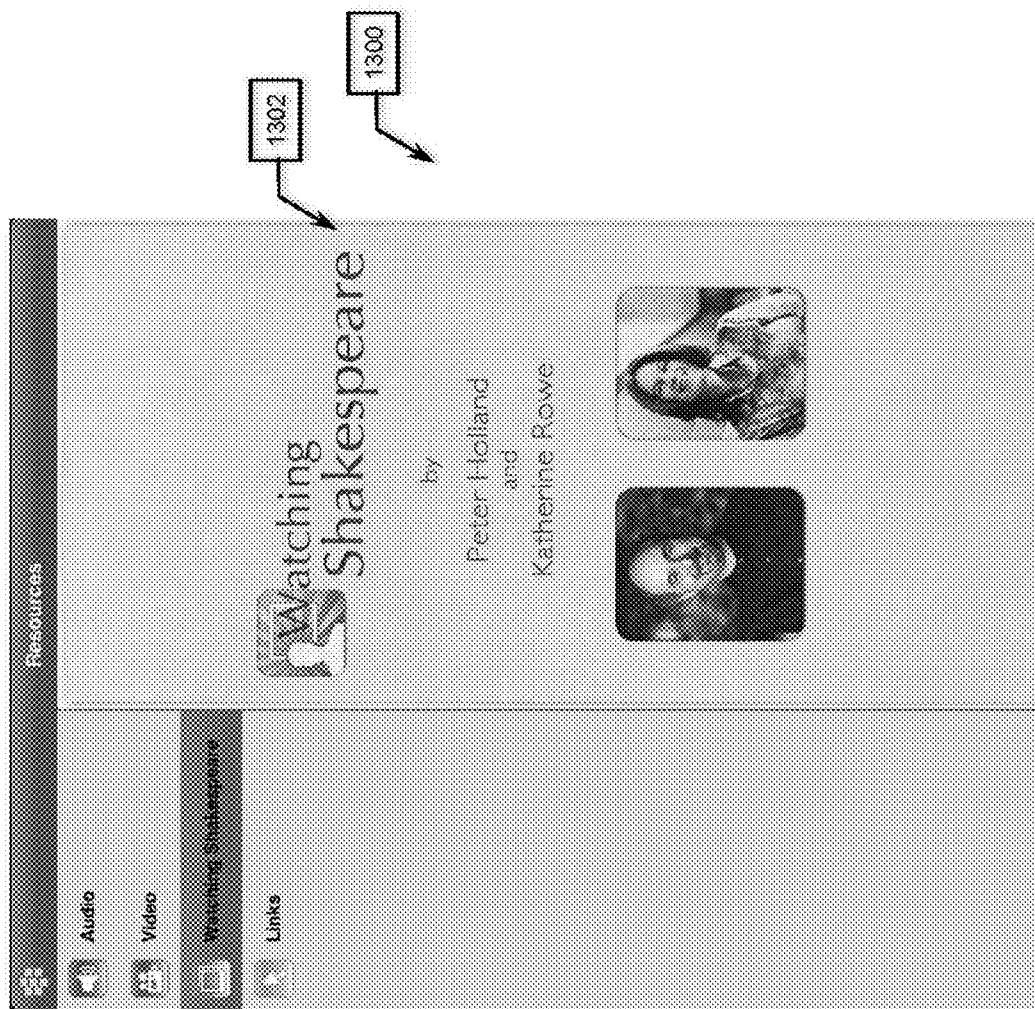 Resources
Audio
Video
Watching Shakespeare
Links
Watching
Shakespeare
by
Peter Holland
and
Katherine Rowe
1302
1300